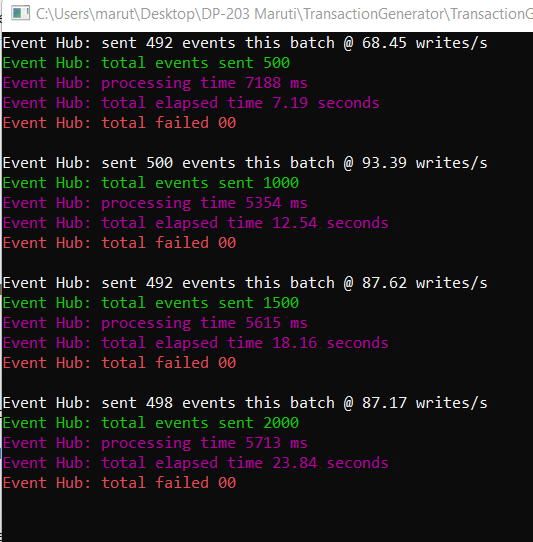 C:\Users\marut\Desktop\DP-203 Maruti\TransactionGenerator\TransactionG
Event Hub: sent 492 events this batch @ 68.45 writes/s
Event Hub: total events sent 500
Event Hub: processing time 7188 ms
Event Hub: total elapsed time 7.19 seconds
Event Hub: total failed 00
Event Hub: sent 500 events this batch @ 93.39 writes/s
Event Hub: total events sent 1000
Event Hub: processing time 5354 ms
Event Hub: total elapsed time 12.54 seconds
Event Hub: total failed 00
Event Hub: sent 492 events this batch @ 87.62 writes/s
Event Hub: total events sent 1500
Event Hub: processing time 5615 ms
Event Hub: total elapsed time 18.16 seconds
Event Hub: total failed 00
Event Hub: sent 498 events this batch @ 87.17 writes/s
Event Hub: total events sent 2000
Event Hub: processing time 5713 ms
Event Hub: total elapsed time 23.84 seconds
Event Hub: total failed 00